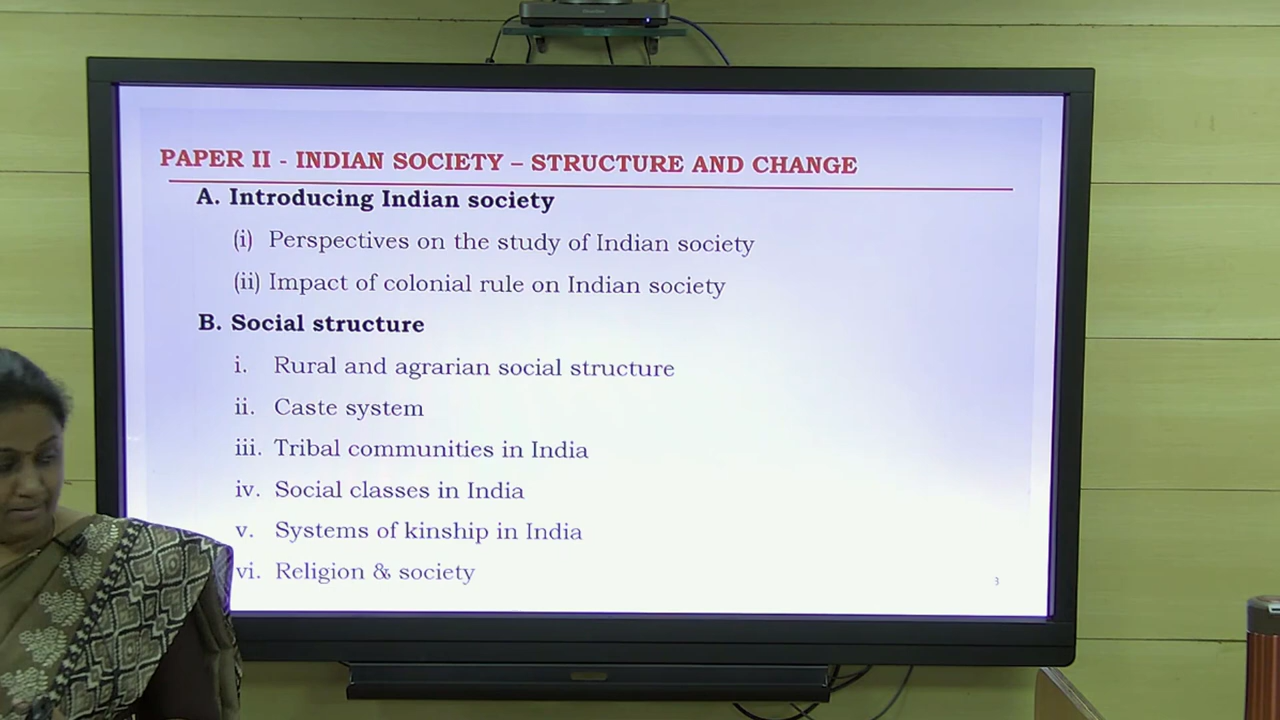 PAPER II - INDIAN SOCIETY – STRUCTURE AND CHANGE
A. Introducing Indian society
(i) Perspectives on the study of Indian society
(ii) Impact of colonial rule on Indian society
B. Social structure
i. Rural and agrarian social structure
ii. Caste system
iii. Tribal communities in India
iv. Social classes in India
v. Systems of kinship in India
vi. Religion & society
3